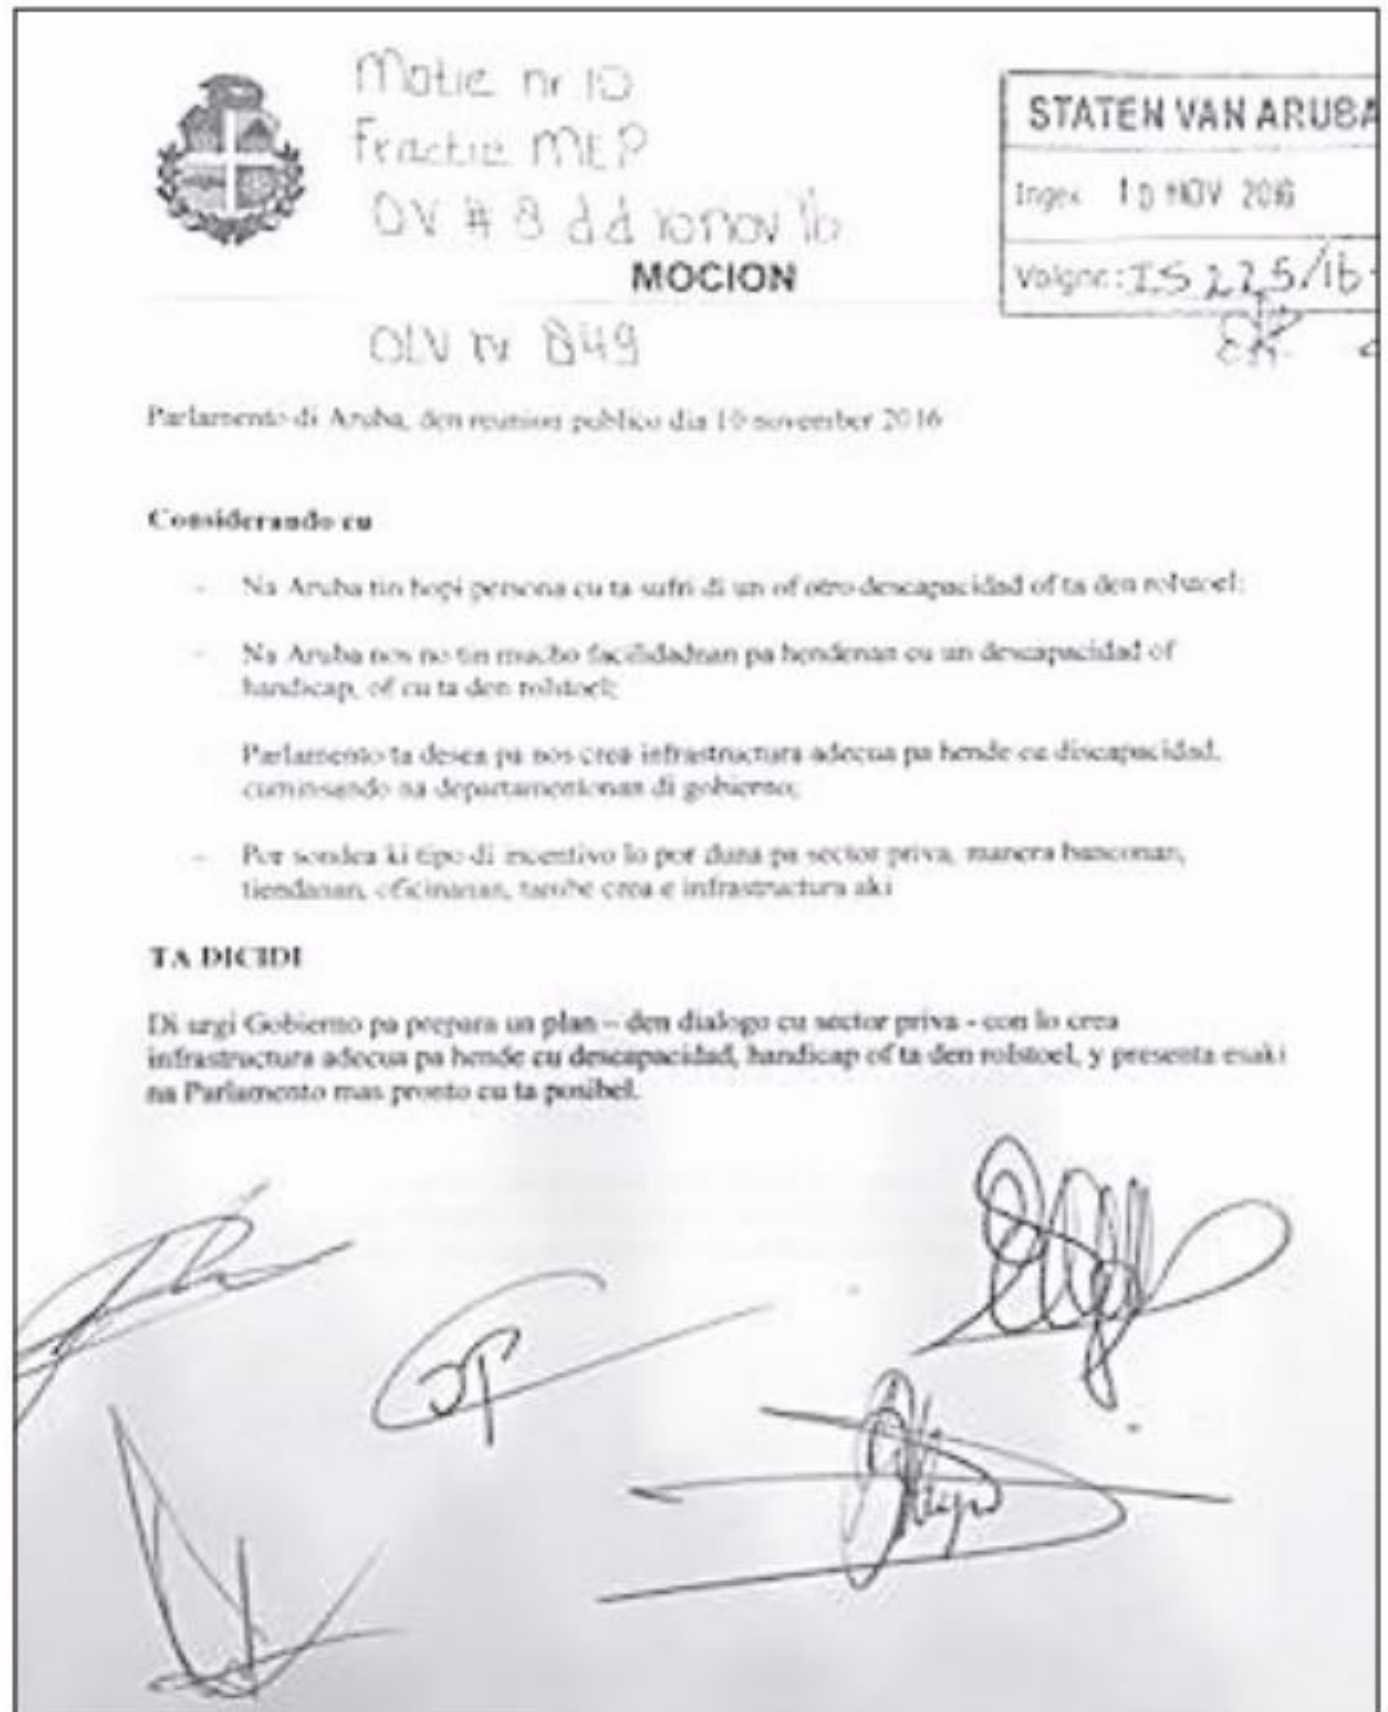 Motie nr 10
Fractie MEP
OV # 8 dd 10 nov 16
MOCION
OLV nr 849
STATEN VAN ARUBA
Ingek 10 NOV 2016
Volgnr: IS 225/16
Parlamento di Aruba, den reunion publico dia 10 november 2016
Considerando cu
- Na Aruba tin hopi persona cu ta sufri di un of otro descapacidad of ta den rolstoel;
- Na Aruba nos no tin mucho facilidadnan pa hendenan cu un descapacidad of
handicap, of cu ta den rolstoel;
Parlamento ta desea pa nos crea infrastructura adecua pa hende cu discapacidad,
cuminsando na departamentonan di gobierno;
- Por sondea ki tipo di incentivo lo por duna pa sector priva, manera banconan,
tiendanan, oficinanan, tambe crea e infrastructura aki
TA DICIDI
Di urgi Gobierno pa prepara un plan – den dialogo cu sector priva - con lo crea
infrastructura adecua pa hende cu descapacidad, handicap of ta den rolstoel, y presenta esaki
na Parlamento mas pronto cu ta posibel.